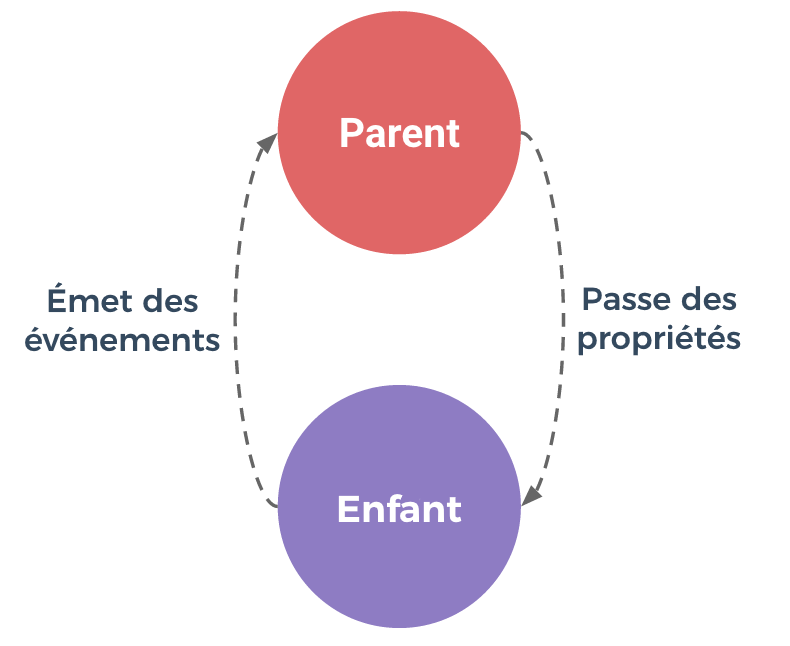 Parent
Émet des
événements
Passe des
propriétés
Enfant